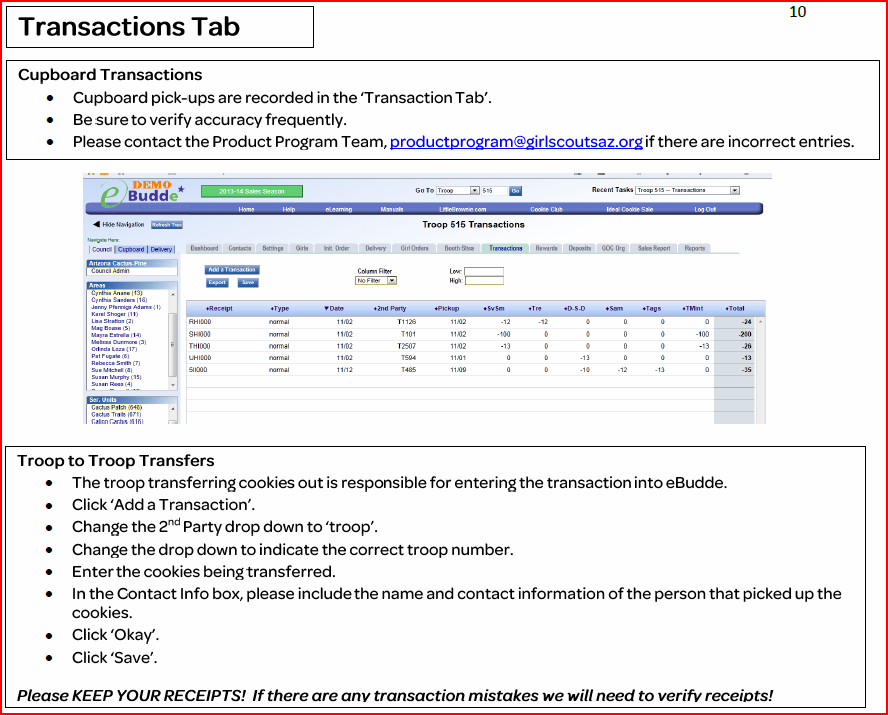 10
Transactions Tab
Cupboard Transactions
• Cupboard pick-ups are recorded in the ‘Transaction Tab’.
• Be sure to verify accuracy frequently.
• Please contact the Product Program Team, productprogram@girlscoutsaz.org if there are incorrect entries.
DEMO
eBudde
2013-14 Sales Season
Go To Troop 515 Go
Recent Tasks Troop 515 -- Transactions
Home Help eLearning Manuals LittleBrownie.com Cookie Club Ideal Cookie Sale Log Out
Hide Navigation Refresh Tree
Troop 515 Transactions
Navigate Here:
Council Cupboard Delivery
Dashboard Contacts Settings Girls Init. Order Delivery Girl Orders Booth Sites Transactions Rewards Deposits GOC Org Sales Report Reports
Arizona Cactus-Pine
Council Admin
Add a Transaction
Export Save
Column Filter
No Filter
Low:
High:
Areas
Cynthia Anane (13)
Cynthia Sanders (16)
Jenny Pfennigs Adams (1)
Karel Shoger (11)
Lisa Stratton (2)
Mag Boase (5)
Mayra Estrella (14)
Melissa Dunmore (3)
Orlinda Loza (17)
Pat Fugate (6)
Rebecca Smith (7)
Sue Mitchell (8)
Susan Murphy (15)
Susan Rees (4)
Ser. Units
Cactus Patch (648)
Cactus Trails (671)
Calico Cactus (616)
♦Receipt ♦Type ▼Date ♦2nd Party ♦Pickup ♦SvSm ♦Tre ♦D-S-D ♦Sam ♦Tags ♦TMint ♦Total
RHI000 normal 11/02 T1126 11/02 -12 -12 0 0 0 0 -24
SHI000 normal 11/02 T101 11/02 -100 0 0 0 0 -100 -200
THI000 normal 11/02 T2507 11/02 -13 0 0 0 0 -13 -26
UHI000 normal 11/02 T594 11/01 0 0 -13 0 0 0 -13
5II000 normal 11/12 T485 11/09 0 0 -10 -12 -13 0 -35
Troop to Troop Transfers
• The troop transferring cookies out is responsible for entering the transaction into eBudde.
• Click ‘Add a Transaction’.
• Change the 2nd Party drop down to ‘troop’.
• Change the drop down to indicate the correct troop number.
• Enter the cookies being transferred.
• In the Contact Info box, please include the name and contact information of the person that picked up the
cookies.
• Click ‘Okay’.
• Click ‘Save’.
Please KEEP YOUR RECEIPTS! If there are any transaction mistakes we will need to verify receipts!